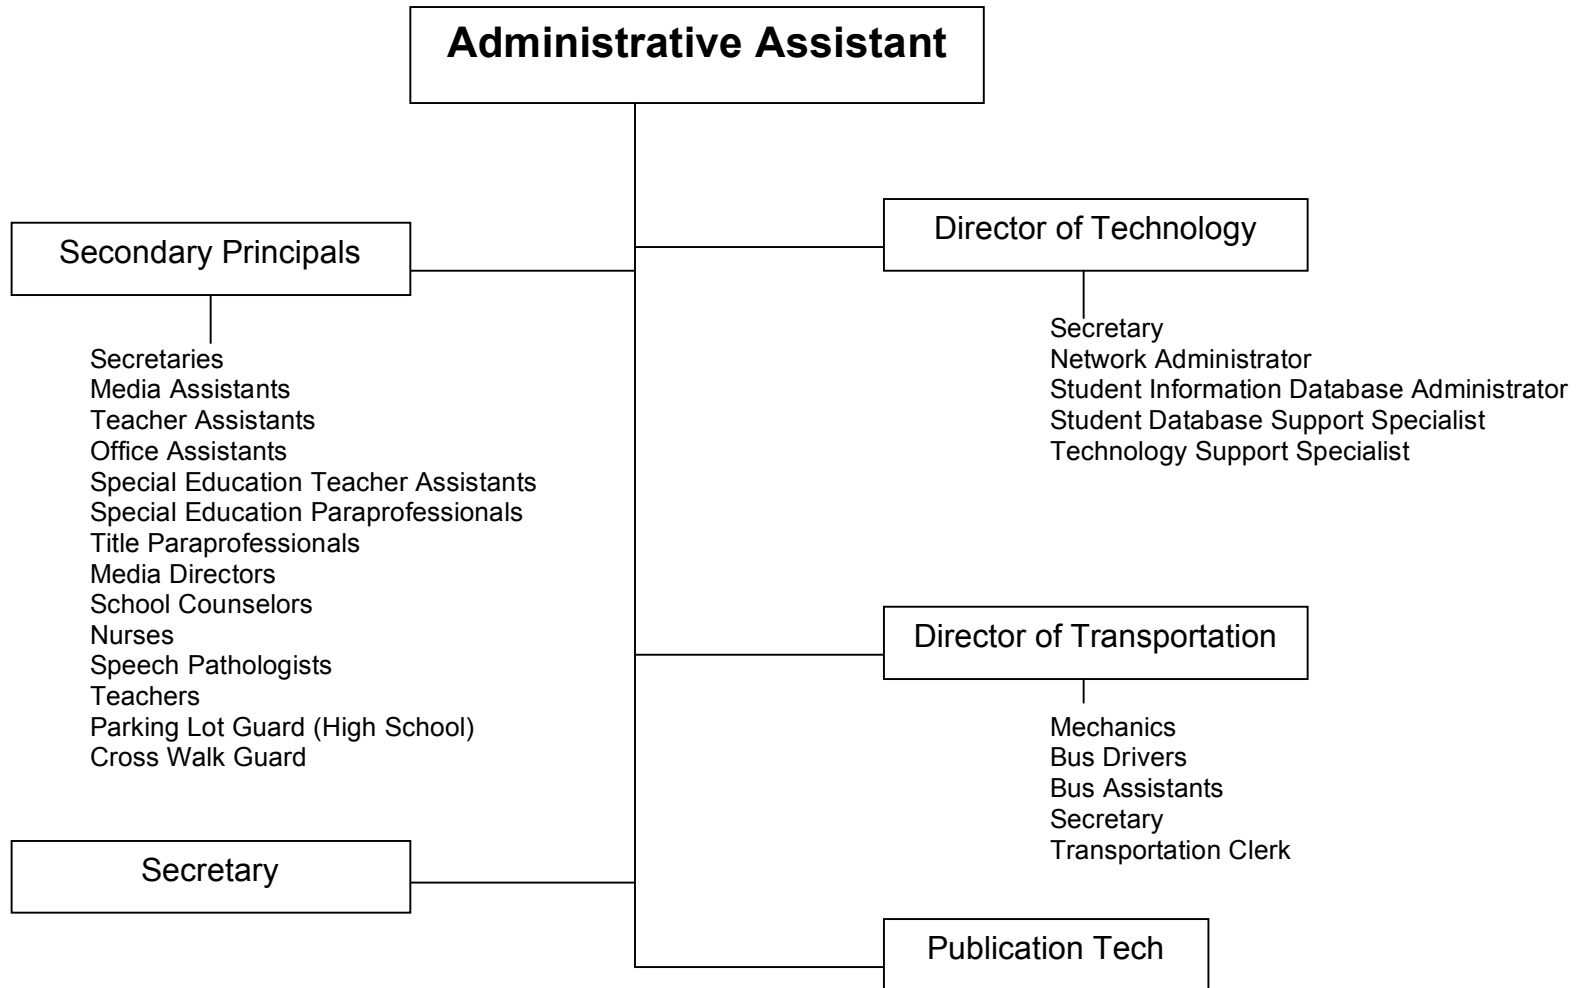 Administrative Assistant
Secondary Principals
Secretaries
Media Assistants
Teacher Assistants
Office Assistants
Special Education Teacher Assistants
Special Education Paraprofessionals
Title Paraprofessionals
Media Directors
School Counselors
Nurses
Speech Pathologists
Teachers
Parking Lot Guard (High School)
Cross Walk Guard
Secretary
Director of Technology
Secretary
Network Administrator
Student Information Database Administrator
Student Database Support Specialist
Technology Support Specialist
Director of Transportation
Mechanics
Bus Drivers
Bus Assistants
Secretary
Transportation Clerk
Publication Tech